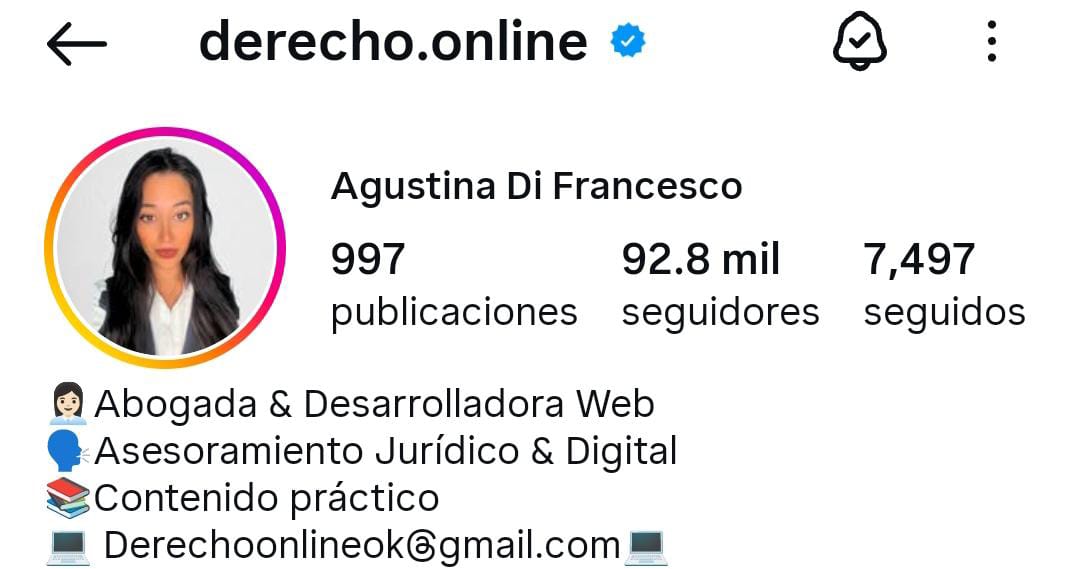 derecho.online
Agustina Di Francesco
997 92.8 mil 7,497
publicaciones seguidores seguidos
👩🏻‍💼Abogada & Desarrolladora Web
🗣️Asesoramiento Jurídico & Digital
📚Contenido práctico
💻 Derechoonlineok@gmail.com💻